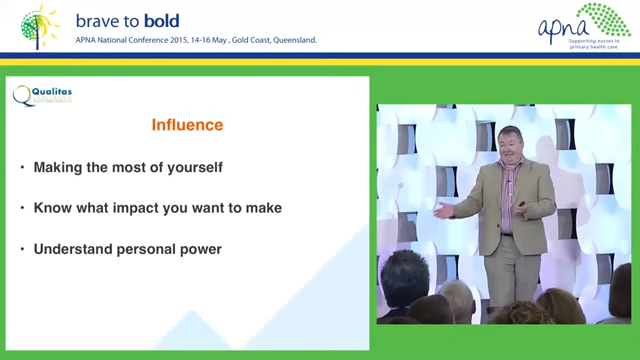 brave to bold
APNA National Conference 2015, 14-16 May, Gold Coast, Queensland.
apna
Supporting nurses in
primary health care
Qualitas
Influence
• Making the most of yourself
• Know what impact you want to make
• Understand personal power